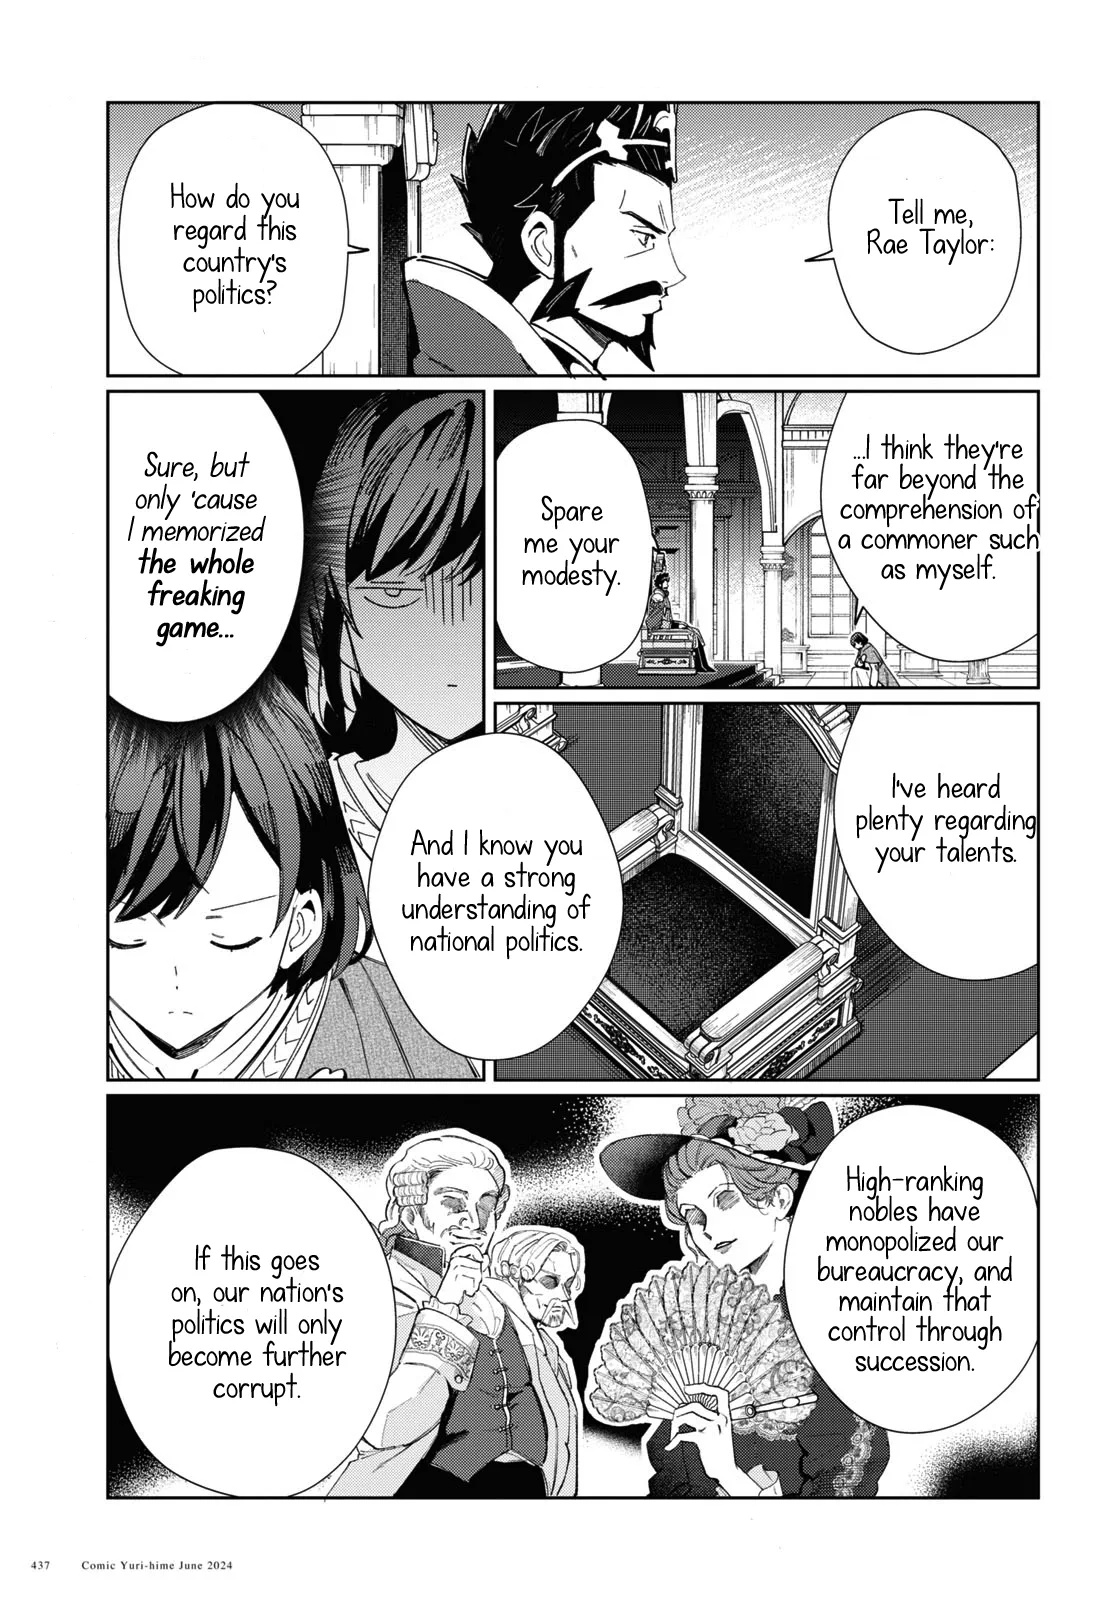 Tell me,
Rae Taylor:
How do you
regard this
country's
politics?
...I think they're
far beyond the
comprehension of
a commoner such
as myself.
Spare
me your
modesty.
I've heard
plenty regarding
your talents.
And I know you
have a strong
understanding of
national politics.
Sure, but
only 'cause
I memorized
the whole
freaking
game...
High-ranking
nobles have
monopolized our
bureaucracy, and
maintain that
control through
succession.
If this goes
on, our nation's
politics will only
become further
corrupt.
437 Comic Yuri-hime June 2024